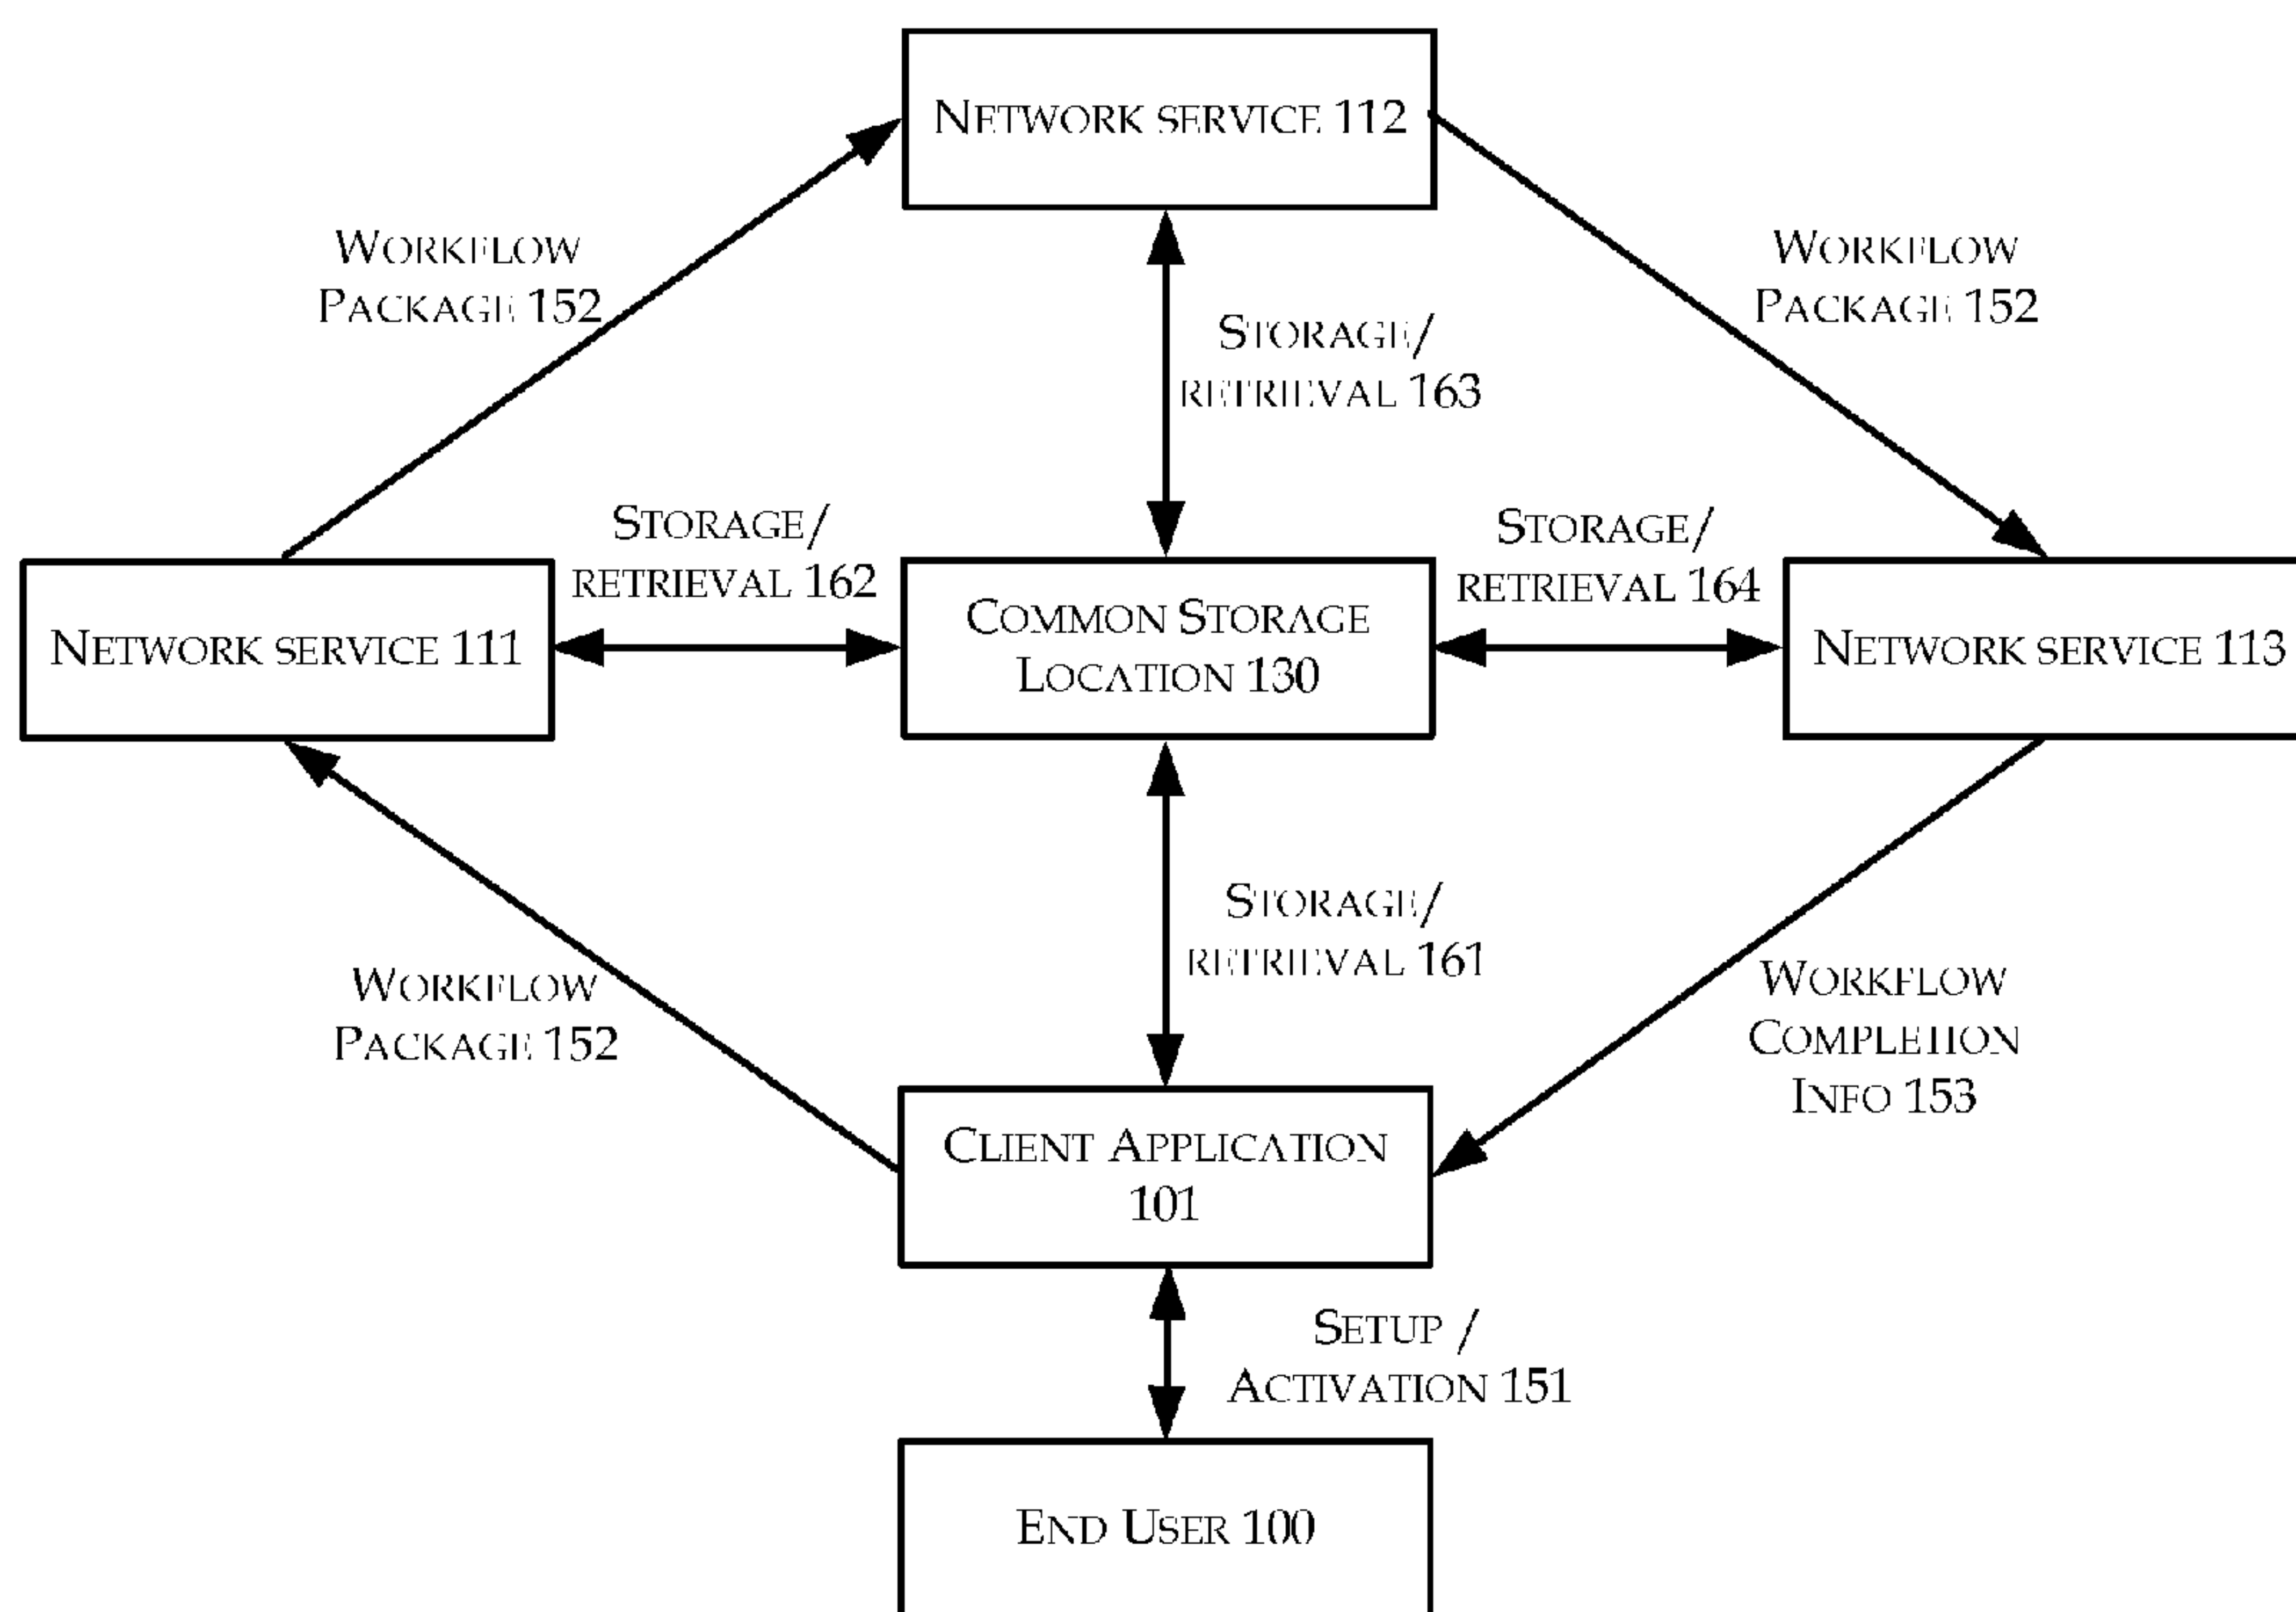 NETWORK SERVICE 112
WORKFLOW
PACKAGE 152
WORKFLOW
PACKAGE 152
STORAGE/
RETRIEVAL 163
STORAGE/
RETRIEVAL 162
STORAGE/
RETRIEVAL 164
NETWORK SERVICE 111
COMMON STORAGE
LOCATION 130
NETWORK SERVICE 113
STORAGE/
RETRIEVAL 161
WORKFLOW
PACKAGE 152
WORKFLOW
COMPLETION
INFO 153
CLIENT APPLICATION
101
SETUP /
ACTIVATION 151
END USER 100